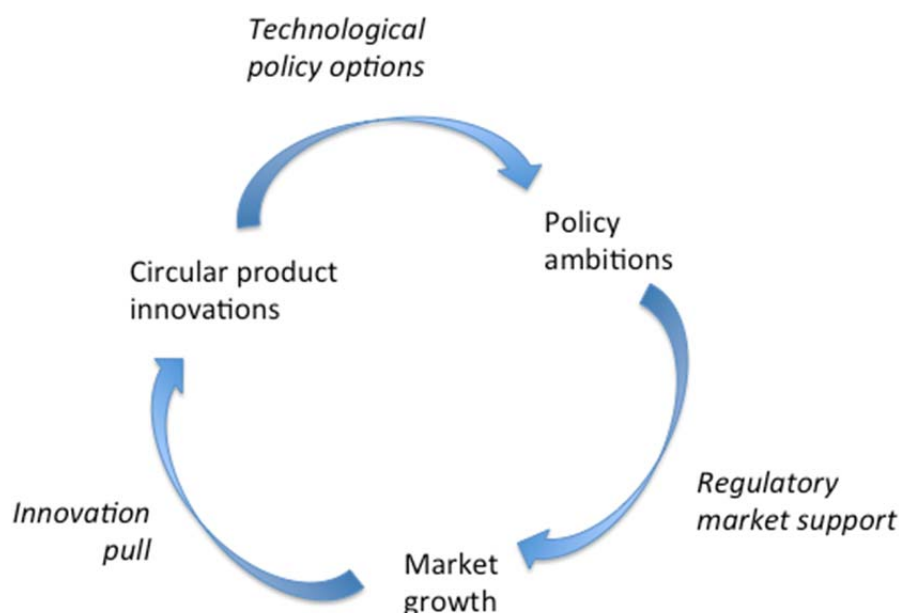 Technological
policy options
Policy
ambitions
Circular product
innovations
Regulatory
market support
Innovation
pull
Market
growth